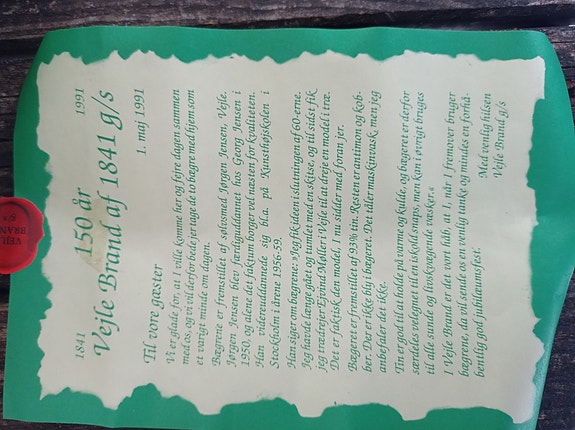 1841 1991
150 år
Vejle Brand af 1841 g/s
1. maj 1991
Til vore gæster
Vi er glade for, at I ville komme her og fejre dagen sammen
med os, og vi vil derfor bede jer tage de to bægre med hjem som
et varigt minde om dagen.
Bægrene er fremstillet af sølvsmed Jørgen Jensen, Vejle.
Jørgen Jensen blev færdiguddannet hos Georg Jensen i
1950, og alene det faktum borger vel næsten for kvaliteten.
Han videreuddannede sig bl.a. på Kunsthøjskolen i
Stockholm i årene 1956-59.
Han siger om bægrene: »Jeg fik ideen i slutningen af 60-erne.
Jeg havde længe gået og tumlet med en skitse, og til sidst fik
jeg trædrejer Ejvind Møller i Vejle til at dreje en model i træ.
Det er faktisk den model, I nu sidder med foran jer.
Bægeret er fremstillet af 93% tin. Resten er antimon og kob-
ber. Der er ikke bly i bægeret. Det tåler maskinvask, men jeg
anbefaler det ikke.
Tin er god til at holde på varme og kulde, og bægeret er derfor
særdeles velegnet til en iskold snaps, men kan i øvrigt bruges
til alle sunde og livskvægende væsker.«
I Vejle Brand er det vort håb, at I, når I fremover bruger
bægrene, da vil sende os en venlig tanke og mindes en forhå-
bentlig god jubilæumsfest.
Med venlig hilsen
Vejle Brand g/s
VEJLE
BRAND
G/S